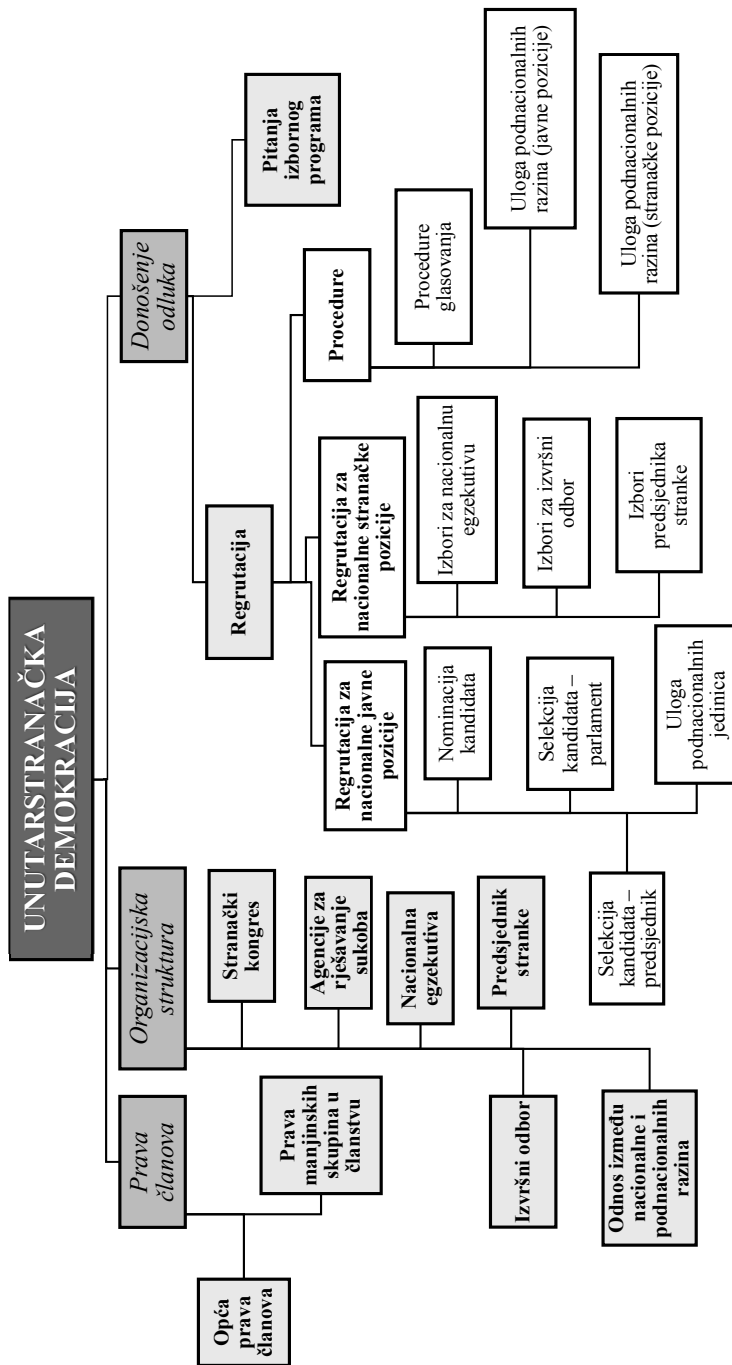 UNUTARSTRANAČKA
DEMOKRACIJA
Prava
članova
Opća
prava
članova
Prava
manjinskih
skupina u
članstvu
Organizacijska
struktura
Stranački
kongres
Agencije za
rješavanje
sukoba
Nacionalna
egzekutiva
Predsjednik
stranke
Izvršni odbor
Odnos između
nacionalne i
podnacionalnih
razina
Donošenje
odluka
Regrutacija
Regrutacija za
nacionalne javne
pozicije
Nominacija
kandidata
Selekcija
kandidata –
parlament
Selekcija
kandidata –
predsjednik
Uloga
podnacionalnih
jedinica
Regrutacija za
nacionalne stranačke
pozicije
Izbori za nacionalnu
egzekutivu
Izbori za izvršni
odbor
Izbori
predsjednika
stranke
Procedure
Procedure
glasovanja
Uloga podnacionalnih
razina (javne pozicije)
Uloga podnacionalnih
razina (stranačke pozicije)
Pitanja
izbornog
programa